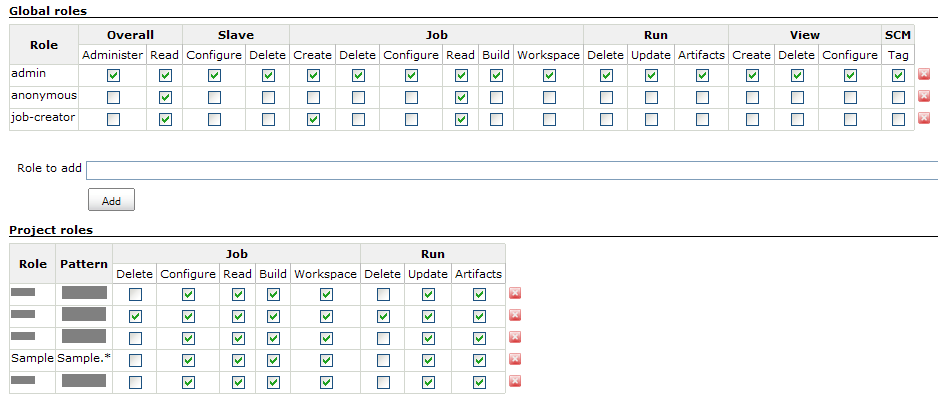 Global roles
Role Overall Slave Job Run View SCM
Administer Read Configure Delete Create Delete Configure Read Build Workspace Delete Update Artifacts Create Delete Configure Tag
admin
anonymous
job-creator
Role to add
Add
Project roles
Role Pattern Job Run
Delete Configure Read Build Workspace Delete Update Artifacts
Sample Sample.*